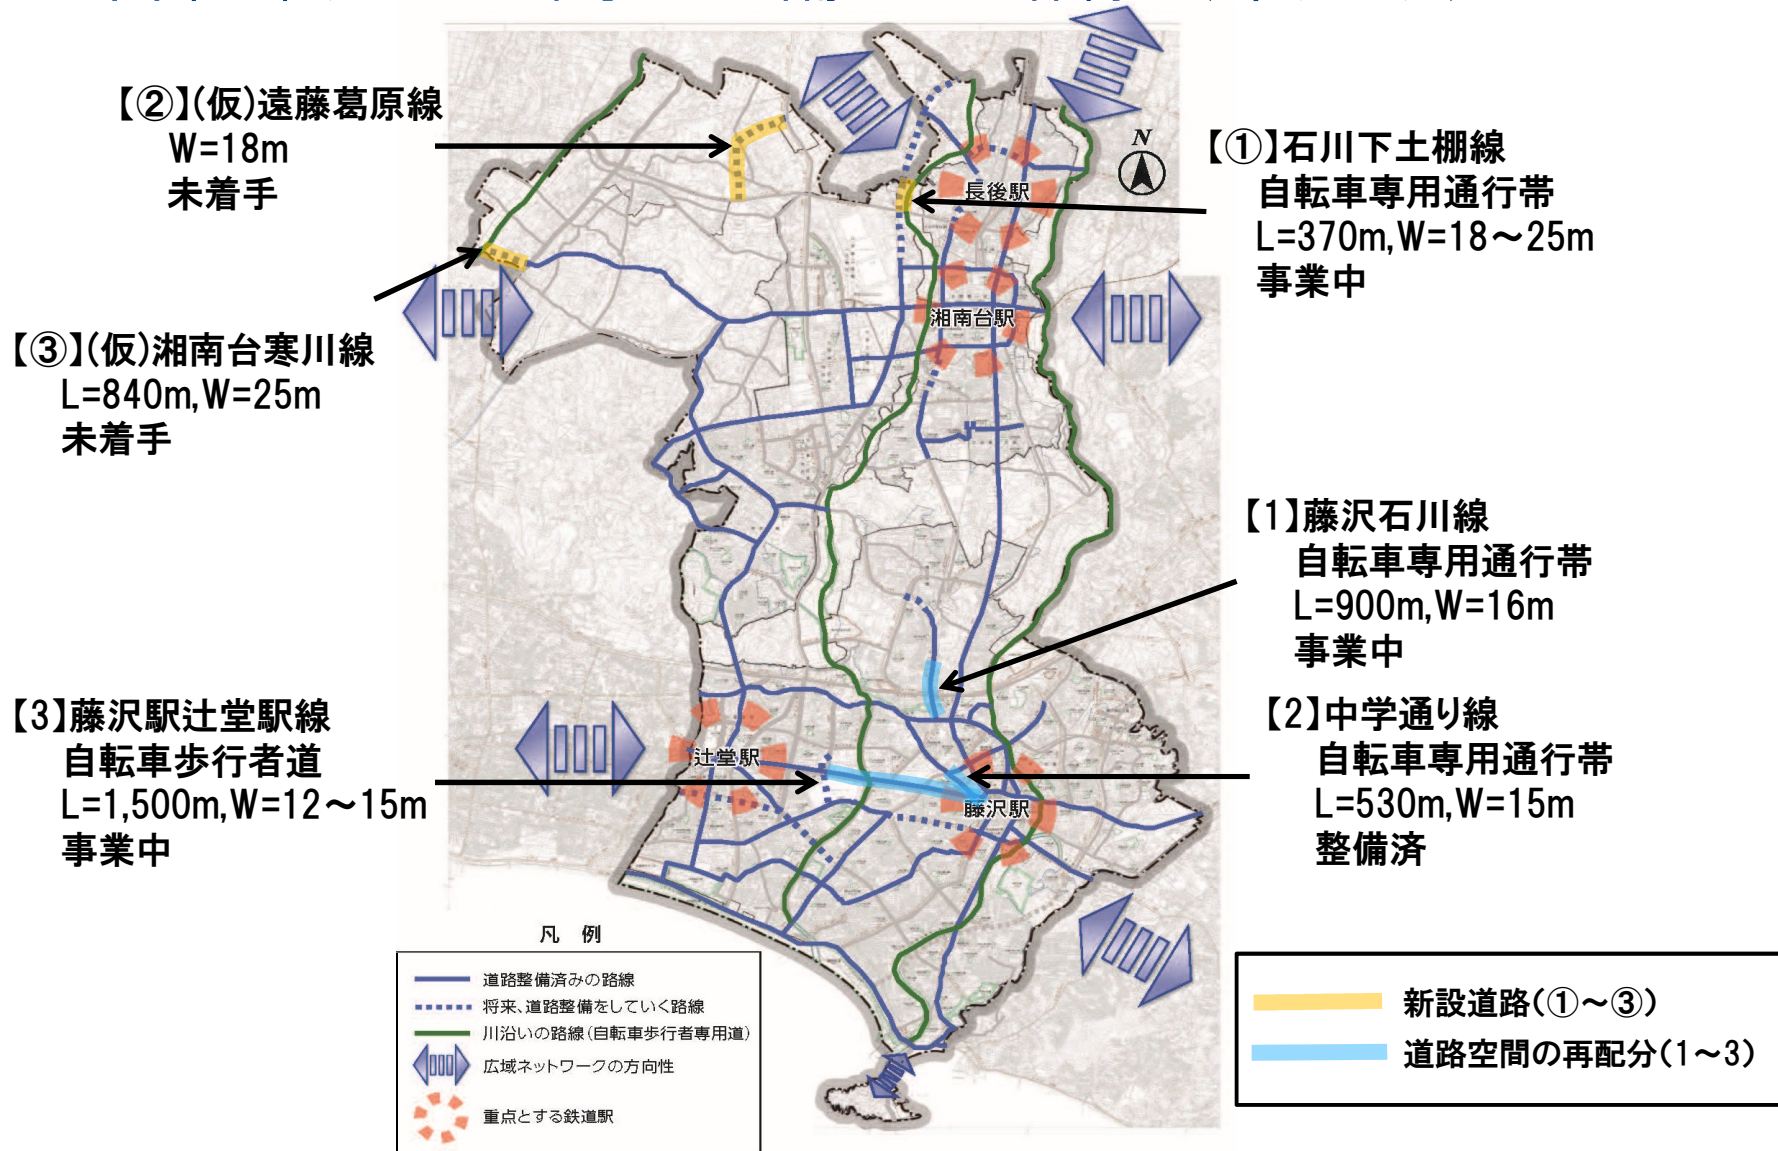 【②】(仮)遠藤葛原線
W=18m
未着手
【①】石川下土棚線
自転車専用通行帯
L=370m,W=18～25m
事業中
【③】(仮)湘南台寒川線
L=840m,W=25m
未着手
【1】藤沢石川線
自転車専用通行帯
L=900m,W=16m
事業中
【2】中学通り線
自転車専用通行帯
L=530m,W=15m
整備済
【3】藤沢駅辻堂駅線
自転車歩行者道
L=1,500m,W=12～15m
事業中
N
長後駅
湘南台駅
辻堂駅
藤沢駅
凡 例
道路整備済みの路線
将来、道路整備をしていく路線
川沿いの路線(自転車歩行者専用道)
広域ネットワークの方向性
重点とする鉄道駅
新設道路(①～③)
道路空間の再配分(1～3)